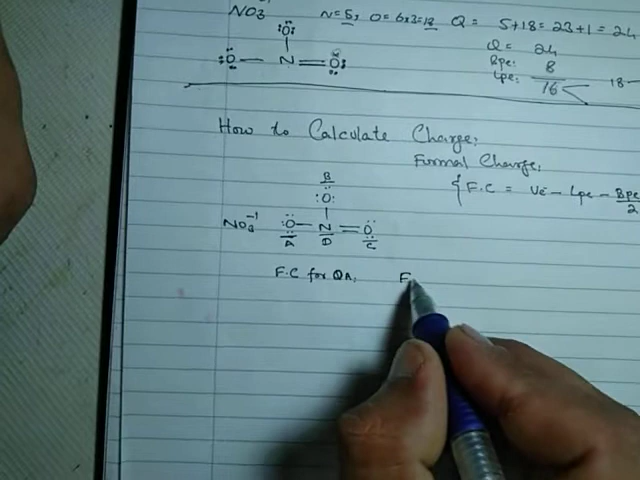 NO3 N=5, O=6x3=18 Q= 5+18=23+1=24
:Ö:
:Ö— N =Ö:
Q= 24
Bpe: 8
Lpe: 16
18-
How to Calculate Charge:
Formal Charge:
{F.C = Ve - Lpe - Bpe/2
B
:Ö:
NO3-1 :Ö—N=Ö
A D C
F.C for OA: F